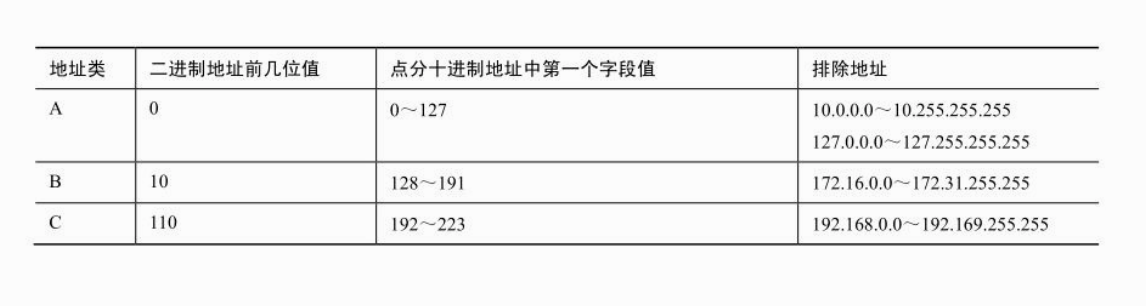 地址类 二进制地址前几位值 点分十进制地址中第一个字段值 排除地址
A 0 0～127 10.0.0.0～10.255.255.255
127.0.0.0～127.255.255.255
B 10 128～191 172.16.0.0～172.31.255.255
C 110 192～223 192.168.0.0～192.169.255.255